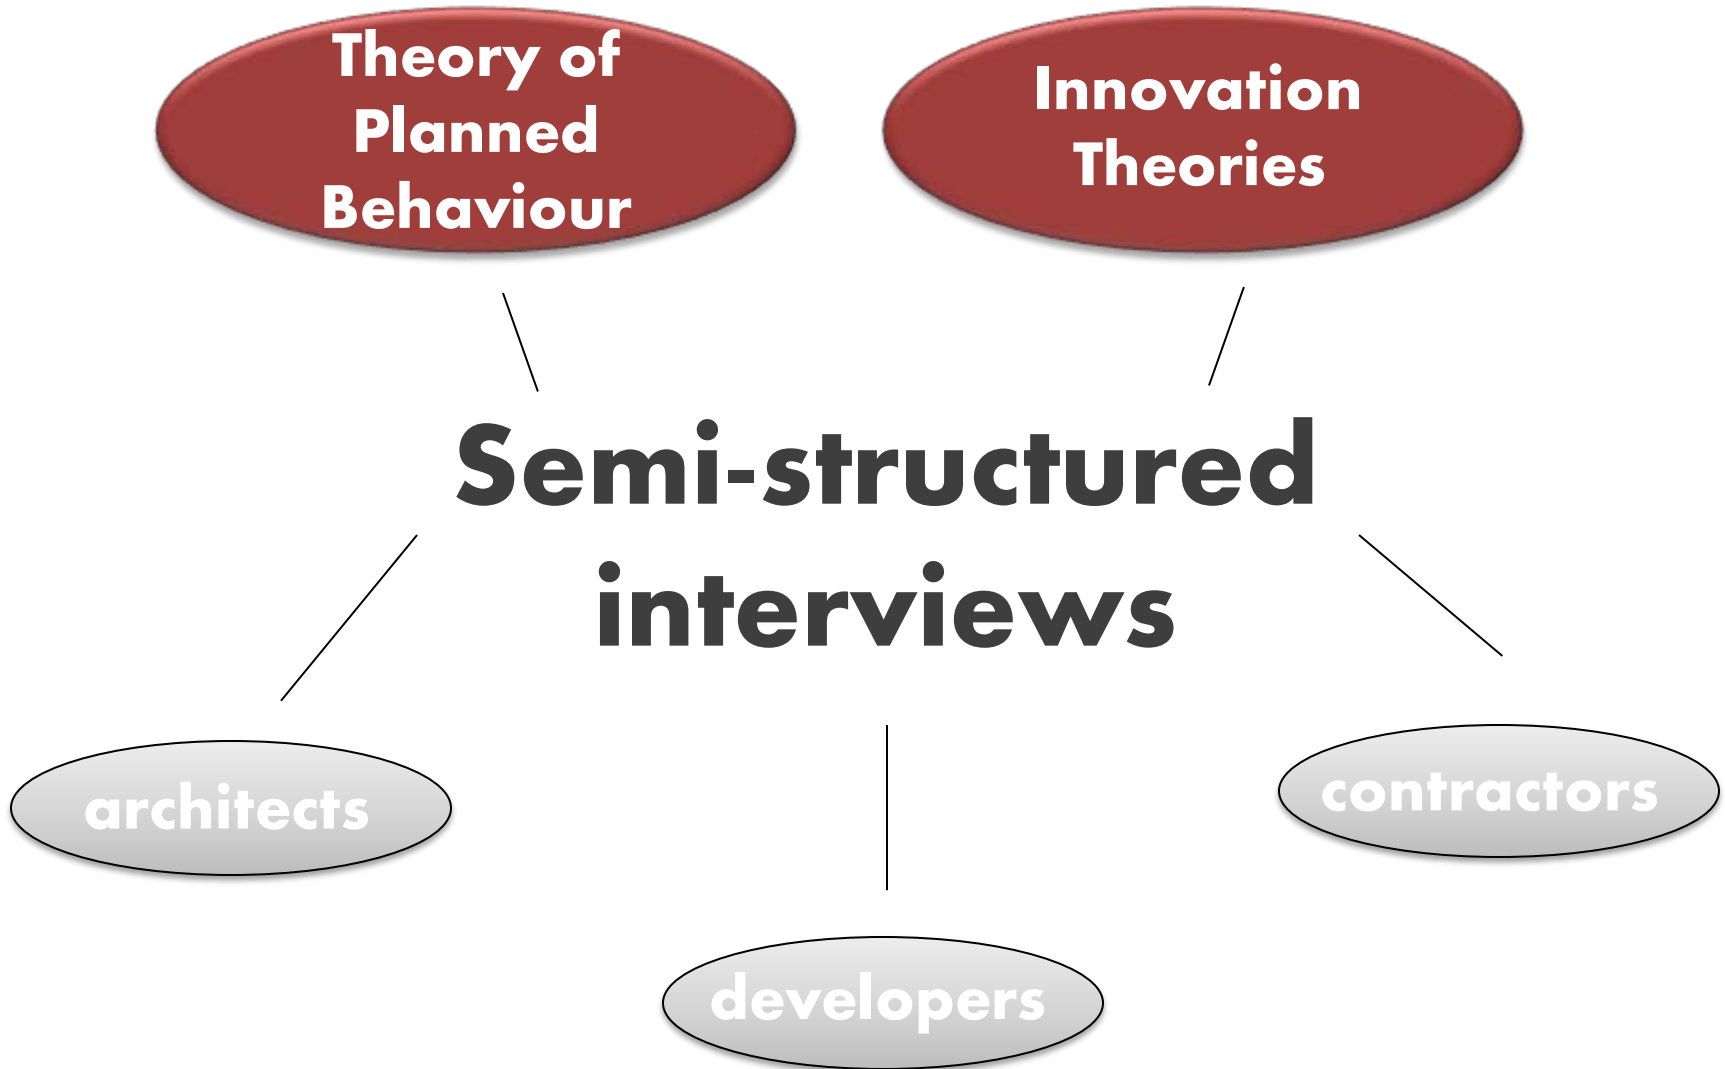 Theory of
Planned
Behaviour
Innovation
Theories
Semi-structured
interviews
architects
contractors
developers